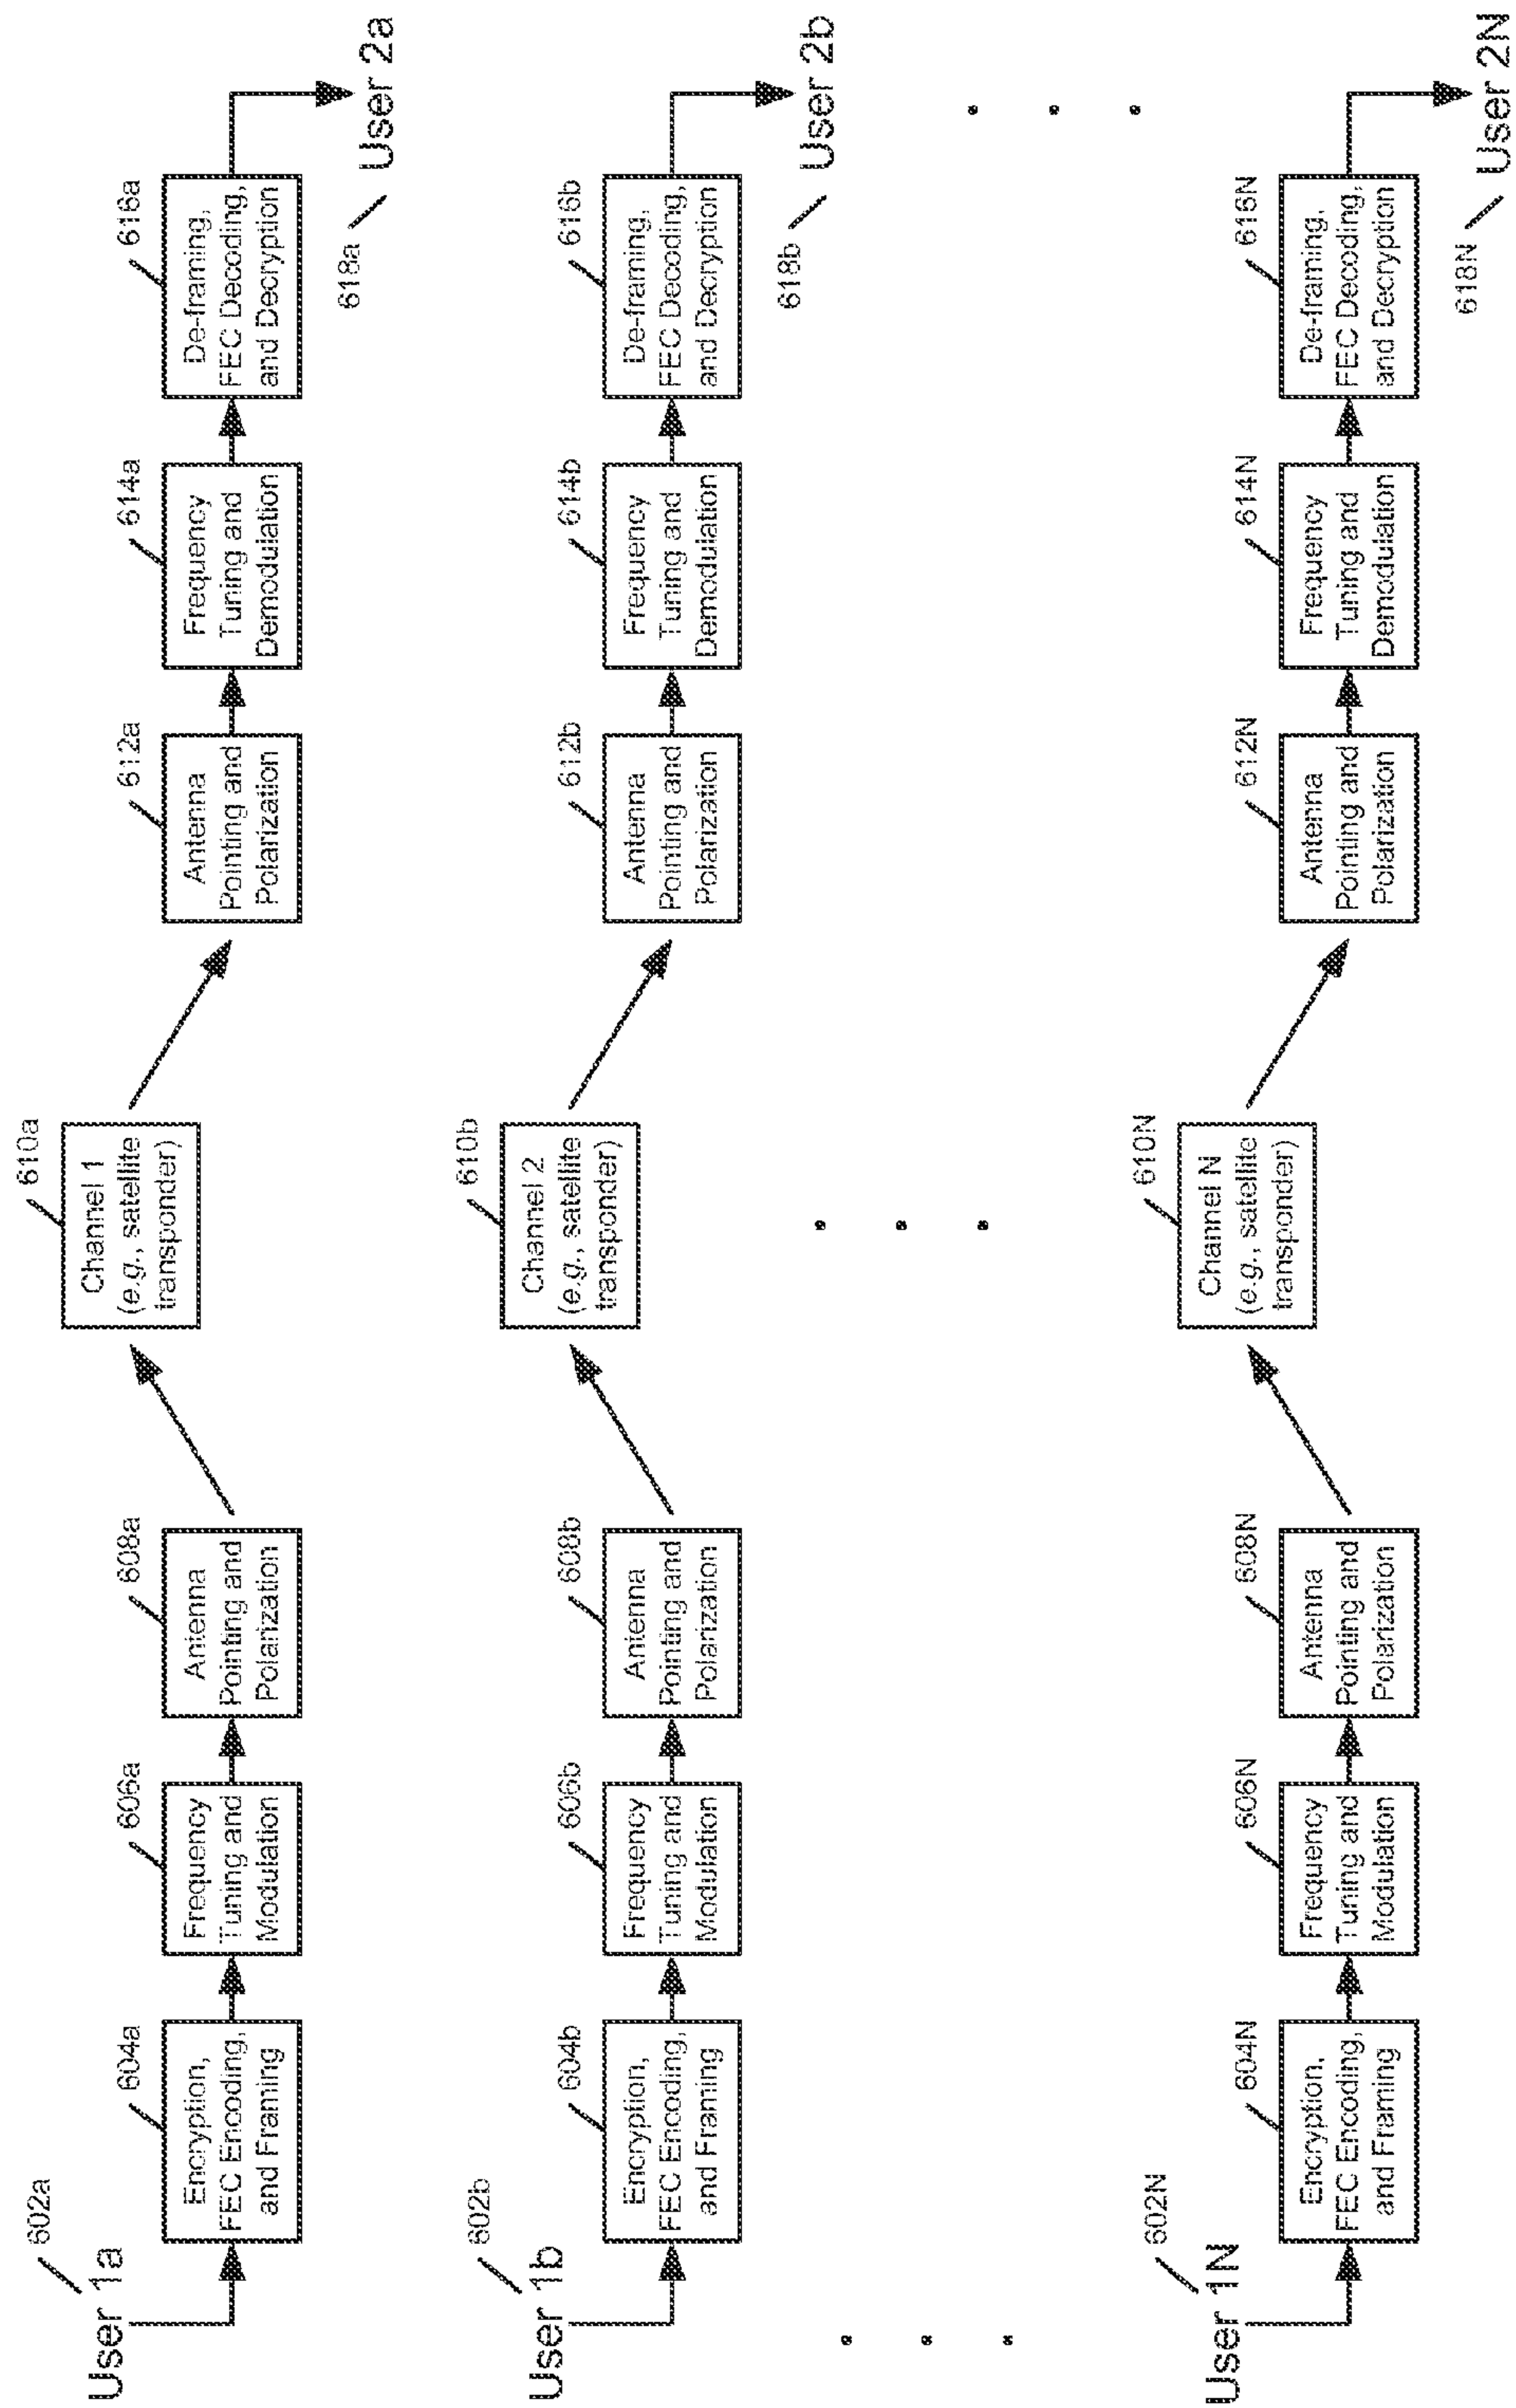 602a
User 1a
604a
Encryption,
FEC Encoding,
and Framing
606a
Frequency
Tuning and
Modulation
608a
Antenna
Pointing and
Polarization
610a
Channel 1
(e.g., satellite
transponder)
612a
Antenna
Pointing and
Polarization
614a
Frequency
Tuning and
Demodulation
616a
De-framing,
FEC Decoding,
and Decryption
618a
User 2a
602b
User 1b
604b
Encryption,
FEC Encoding,
and Framing
606b
Frequency
Tuning and
Modulation
608b
Antenna
Pointing and
Polarization
610b
Channel 2
(e.g., satellite
transponder)
612b
Antenna
Pointing and
Polarization
614b
Frequency
Tuning and
Demodulation
616b
De-framing,
FEC Decoding,
and Decryption
618b
User 2b
602N
User 1N
604N
Encryption,
FEC Encoding,
and Framing
606N
Frequency
Tuning and
Modulation
608N
Antenna
Pointing and
Polarization
610N
Channel N
(e.g., satellite
transponder)
612N
Antenna
Pointing and
Polarization
614N
Frequency
Tuning and
Demodulation
616N
De-framing,
FEC Decoding,
and Decryption
618N
User 2N